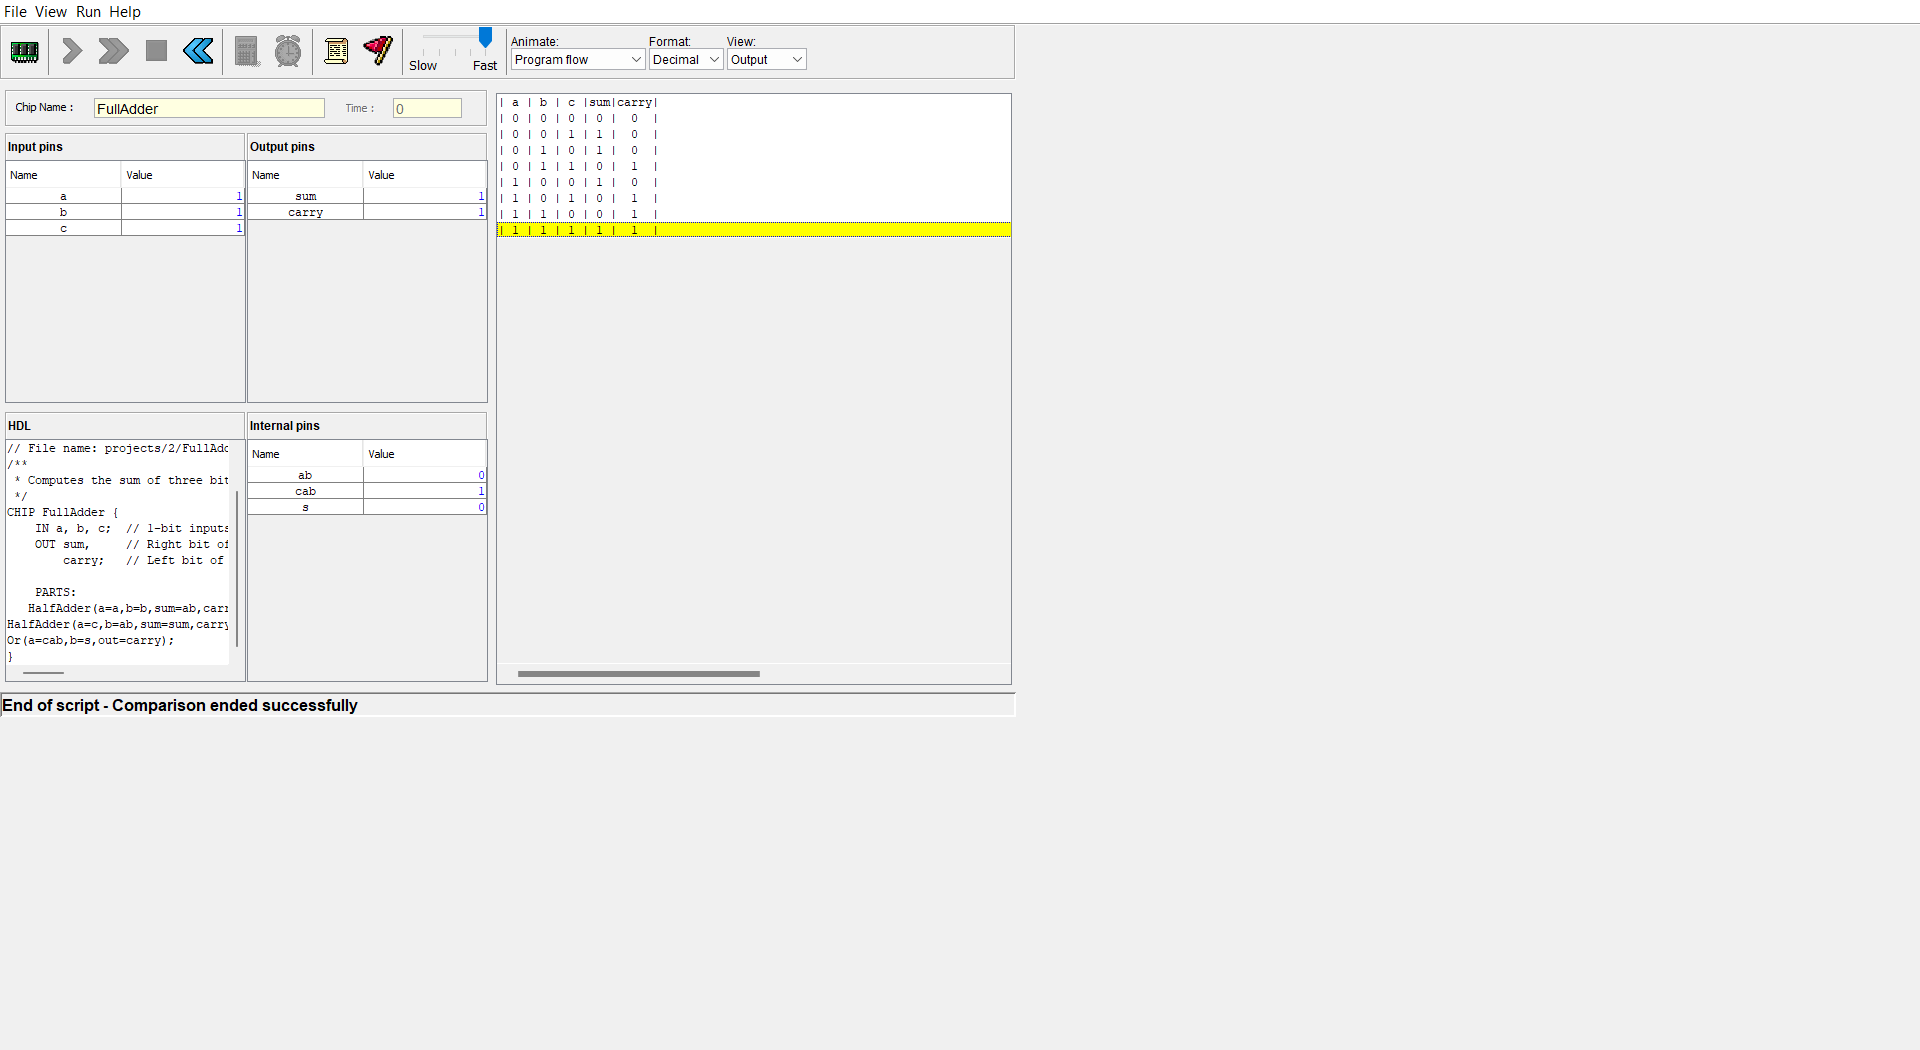 File View Run Help
Slow Fast
Animate: Format: View:
Program flow Decimal Output
Chip Name : FullAdder Time : 0
Input pins Output pins
Name Value Name Value
a 1 sum 1
b 1 carry 1
c 1
| a | b | c |sum|carry|
| 0 | 0 | 0 | 0 | 0 |
| 0 | 0 | 1 | 1 | 0 |
| 0 | 1 | 0 | 1 | 0 |
| 0 | 1 | 1 | 0 | 1 |
| 1 | 0 | 0 | 1 | 0 |
| 1 | 0 | 1 | 0 | 1 |
| 1 | 1 | 0 | 0 | 1 |
| 1 | 1 | 1 | 1 | 1 |
HDL
// File name: projects/2/FullAdd
/**
* Computes the sum of three bit
*/
CHIP FullAdder {
IN a, b, c; // 1-bit inputs
OUT sum, // Right bit of
carry; // Left bit of
PARTS:
HalfAdder(a=a,b=b,sum=ab,carr
HalfAdder(a=c,b=ab,sum=sum,carry
Or(a=cab,b=s,out=carry);
}
Internal pins
Name Value
ab 0
cab 1
s 0
End of script - Comparison ended successfully